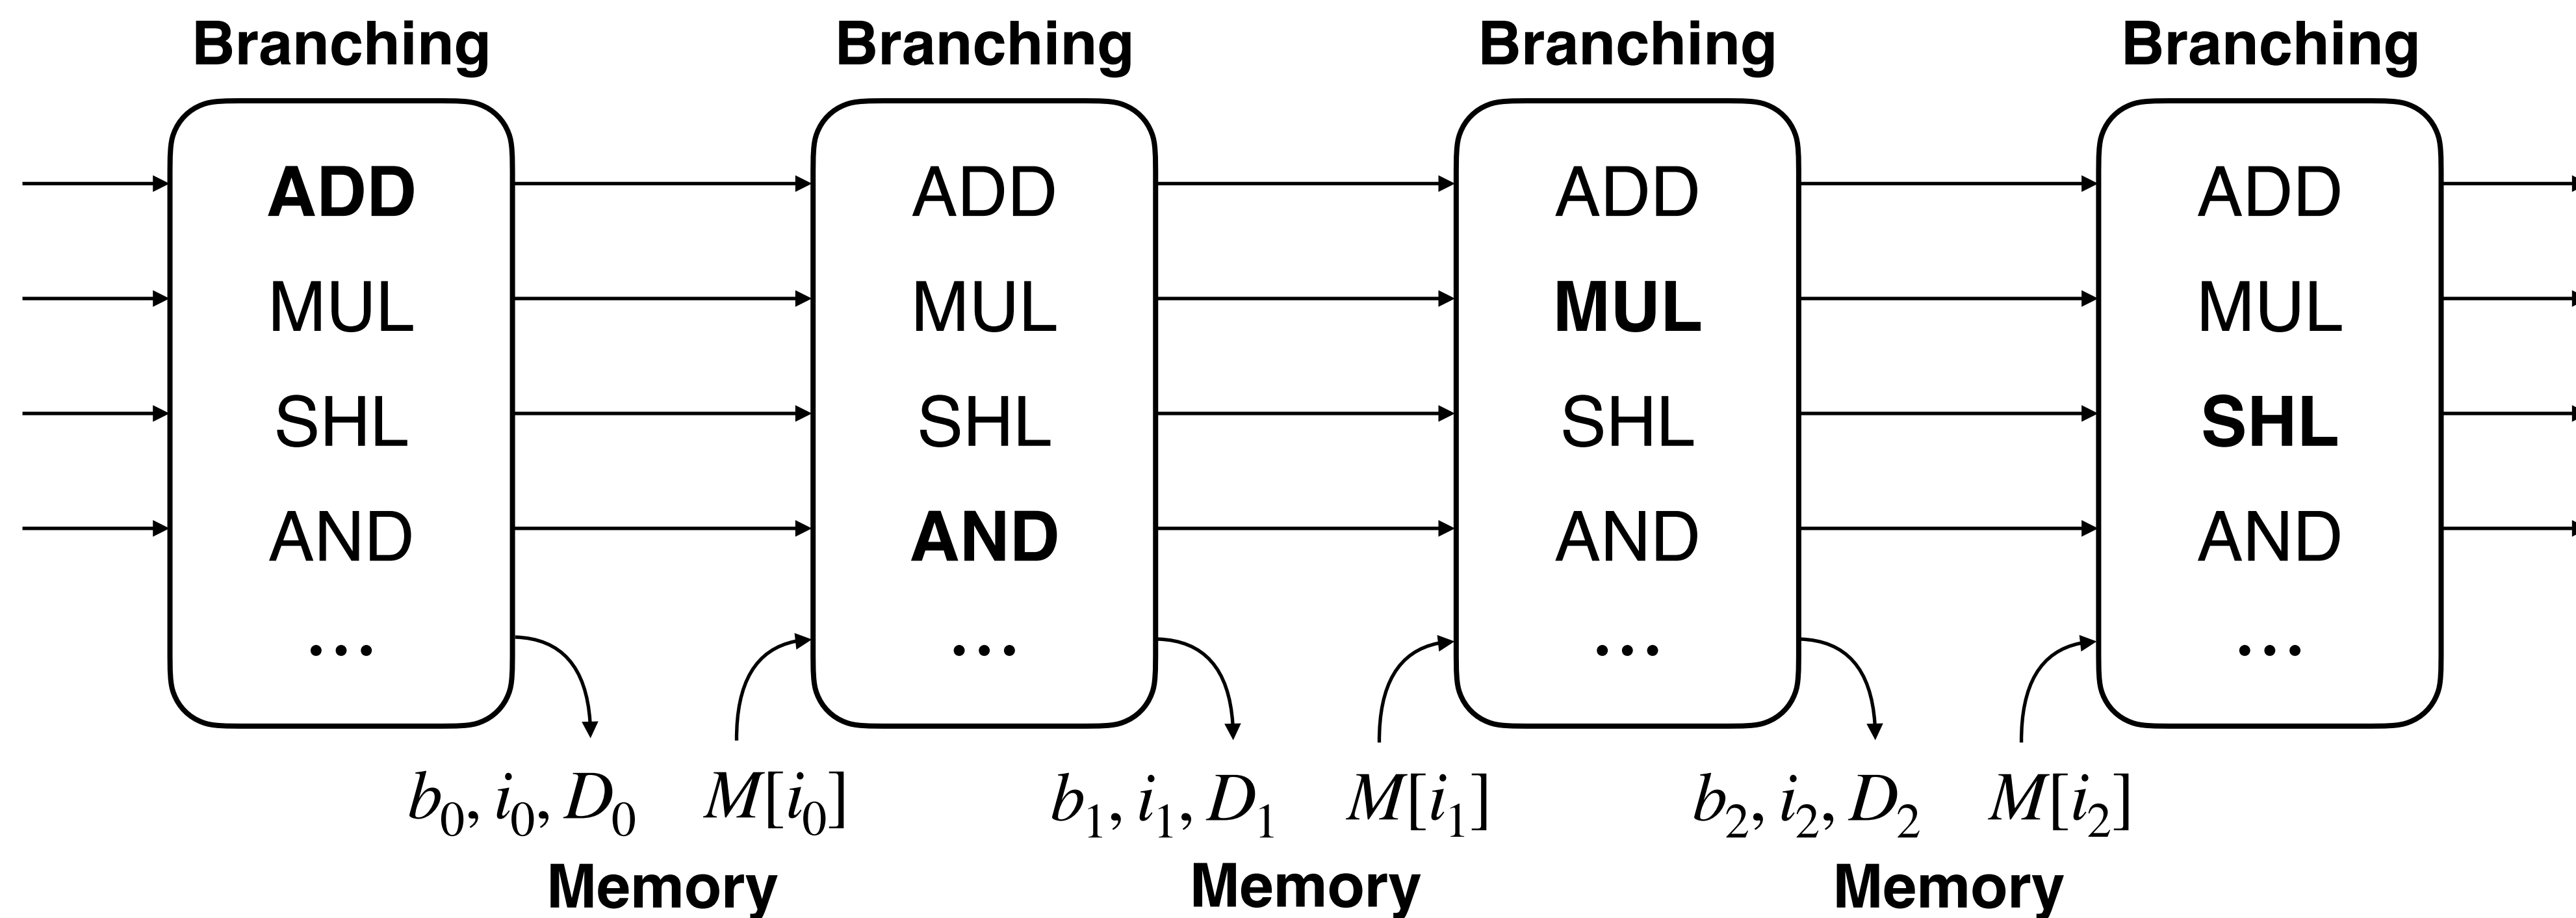 Branching Branching Branching Branching
ADD ADD ADD ADD
MUL MUL MUL MUL
SHL SHL SHL SHL
AND AND AND AND
... ... ... ...
b₀, i₀, D₀ M[i₀] b₁, i₁, D₁ M[i₁] b₂, i₂, D₂ M[i₂]
Memory Memory Memory